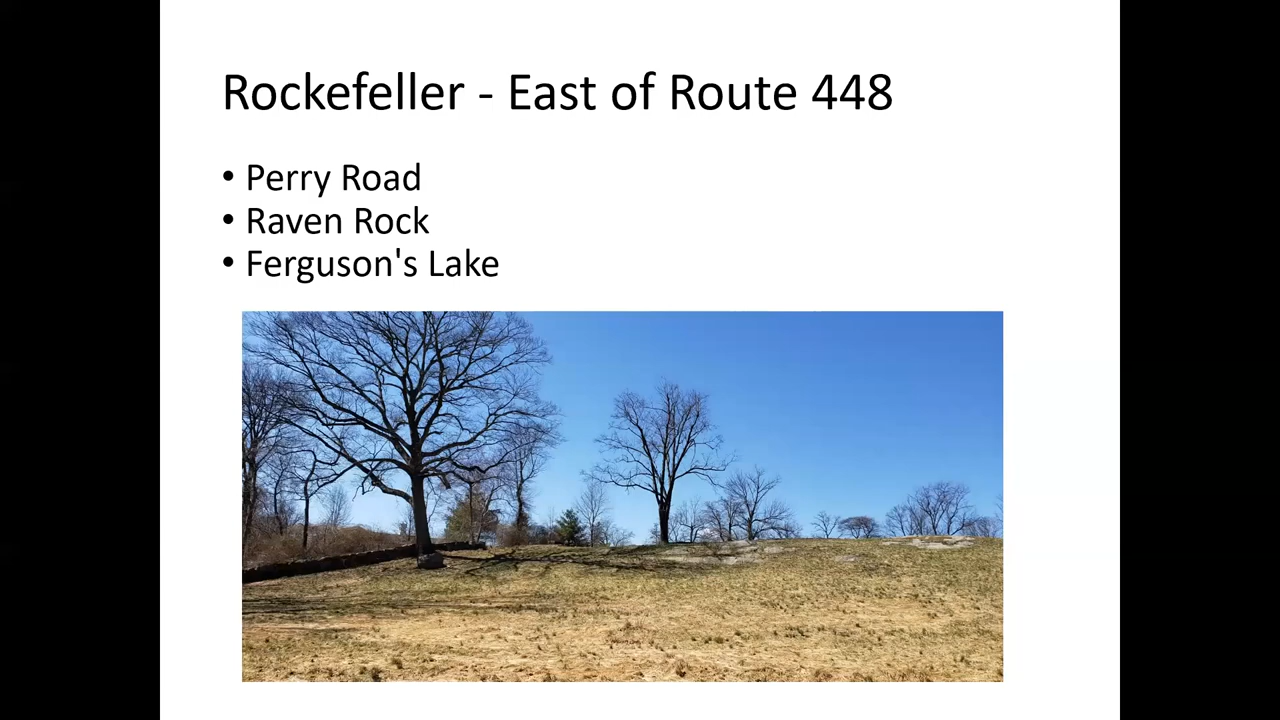 Rockefeller - East of Route 448
• Perry Road
• Raven Rock
• Ferguson's Lake